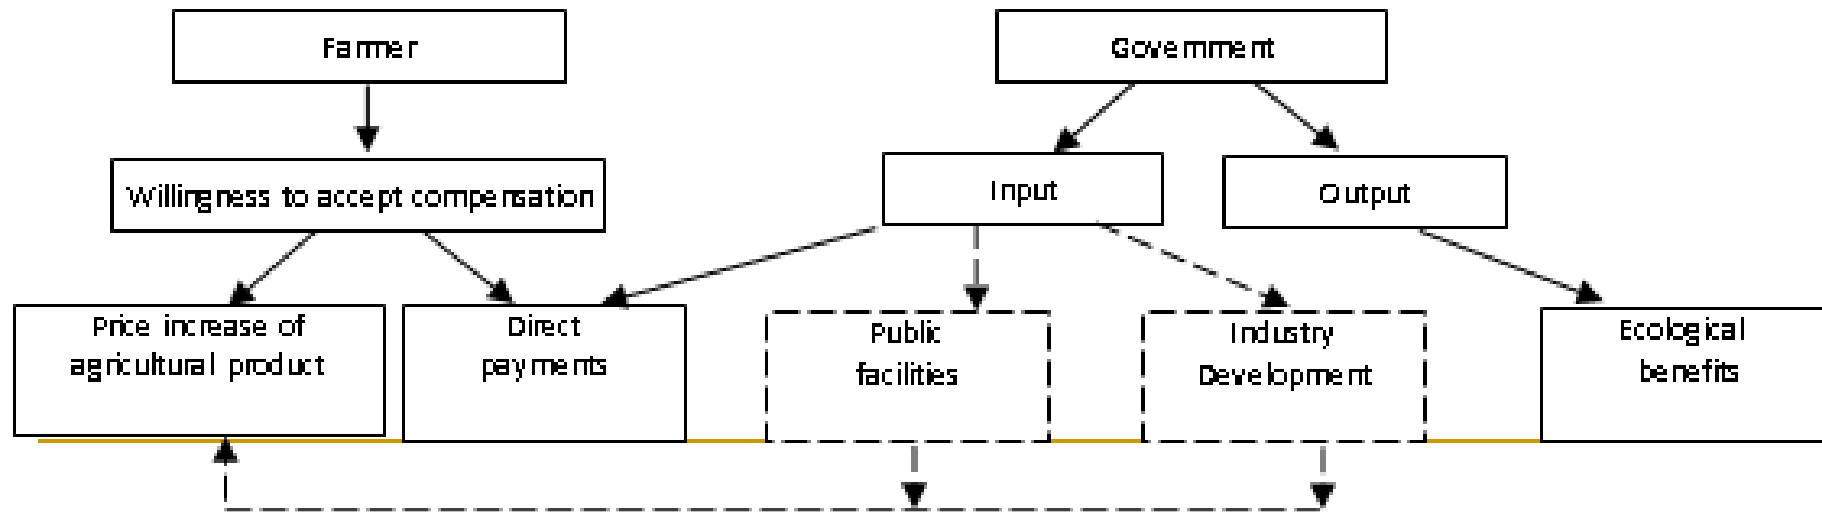 Farmer
Government
Willingness to accept compensation
Input
Output
Price increase of
agricultural product
Direct
payments
Public
facilities
Industry
Development
Ecological
benefits